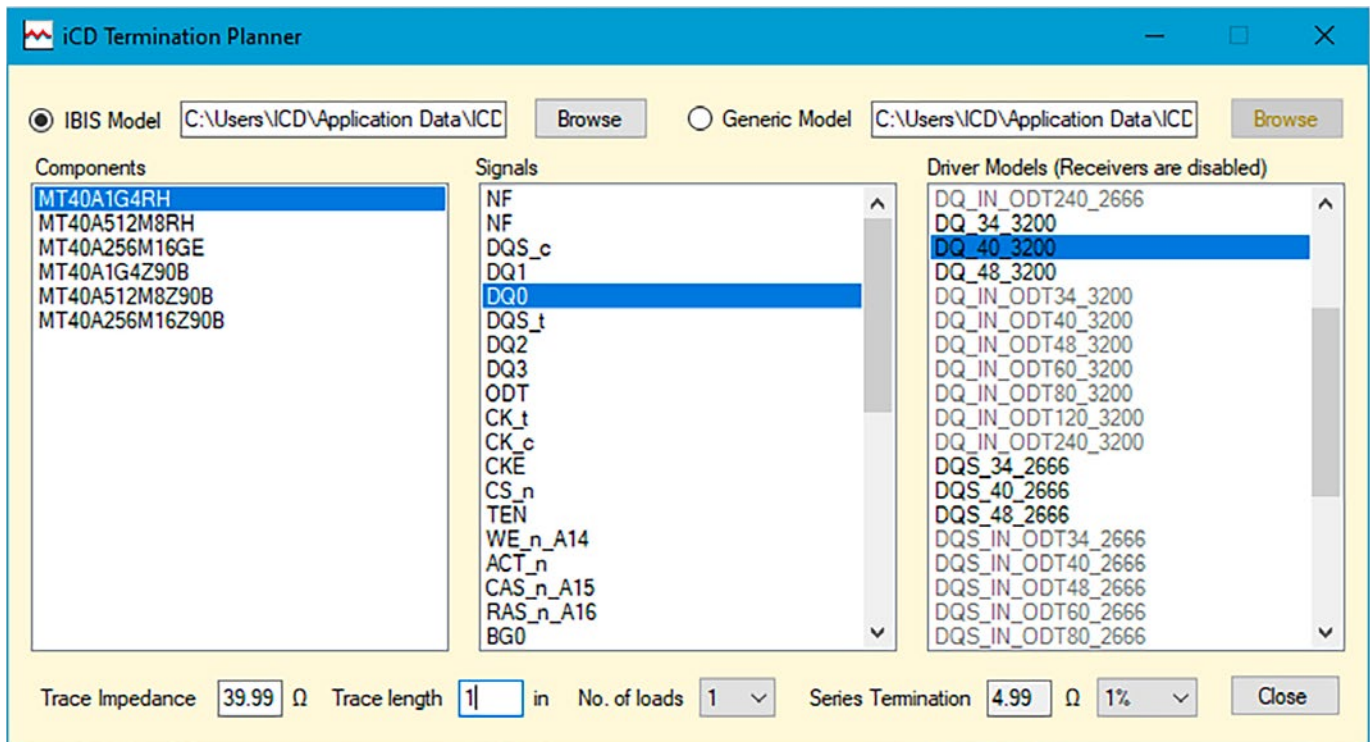 iCD Termination Planner
IBIS Model C:\Users\ICD\Application Data\ICD Browse Generic Model C:\Users\ICD\Application Data\ICD Browse
Components
MT40A1G4RH
MT40A512M8RH
MT40A256M16GE
MT40A1G4Z90B
MT40A512M8Z90B
MT40A256M16Z90B
Signals
NF
NF
DQS_c
DQ1
DQ0
DQS_t
DQ2
DQ3
ODT
CK_t
CK_c
CKE
CS_n
TEN
WE_n_A14
ACT_n
CAS_n_A15
RAS_n_A16
BG0
Driver Models (Receivers are disabled)
DQ_IN_ODT240_2666
DQ_34_3200
DQ_40_3200
DQ_48_3200
DQ_IN_ODT34_3200
DQ_IN_ODT40_3200
DQ_IN_ODT48_3200
DQ_IN_ODT60_3200
DQ_IN_ODT80_3200
DQ_IN_ODT120_3200
DQ_IN_ODT240_3200
DQS_34_2666
DQS_40_2666
DQS_48_2666
DQS_IN_ODT34_2666
DQS_IN_ODT40_2666
DQS_IN_ODT48_2666
DQS_IN_ODT60_2666
DQS_IN_ODT80_2666
Trace Impedance 39.99 Ω Trace length 1 in No. of loads 1 Series Termination 4.99 Ω 1% Close